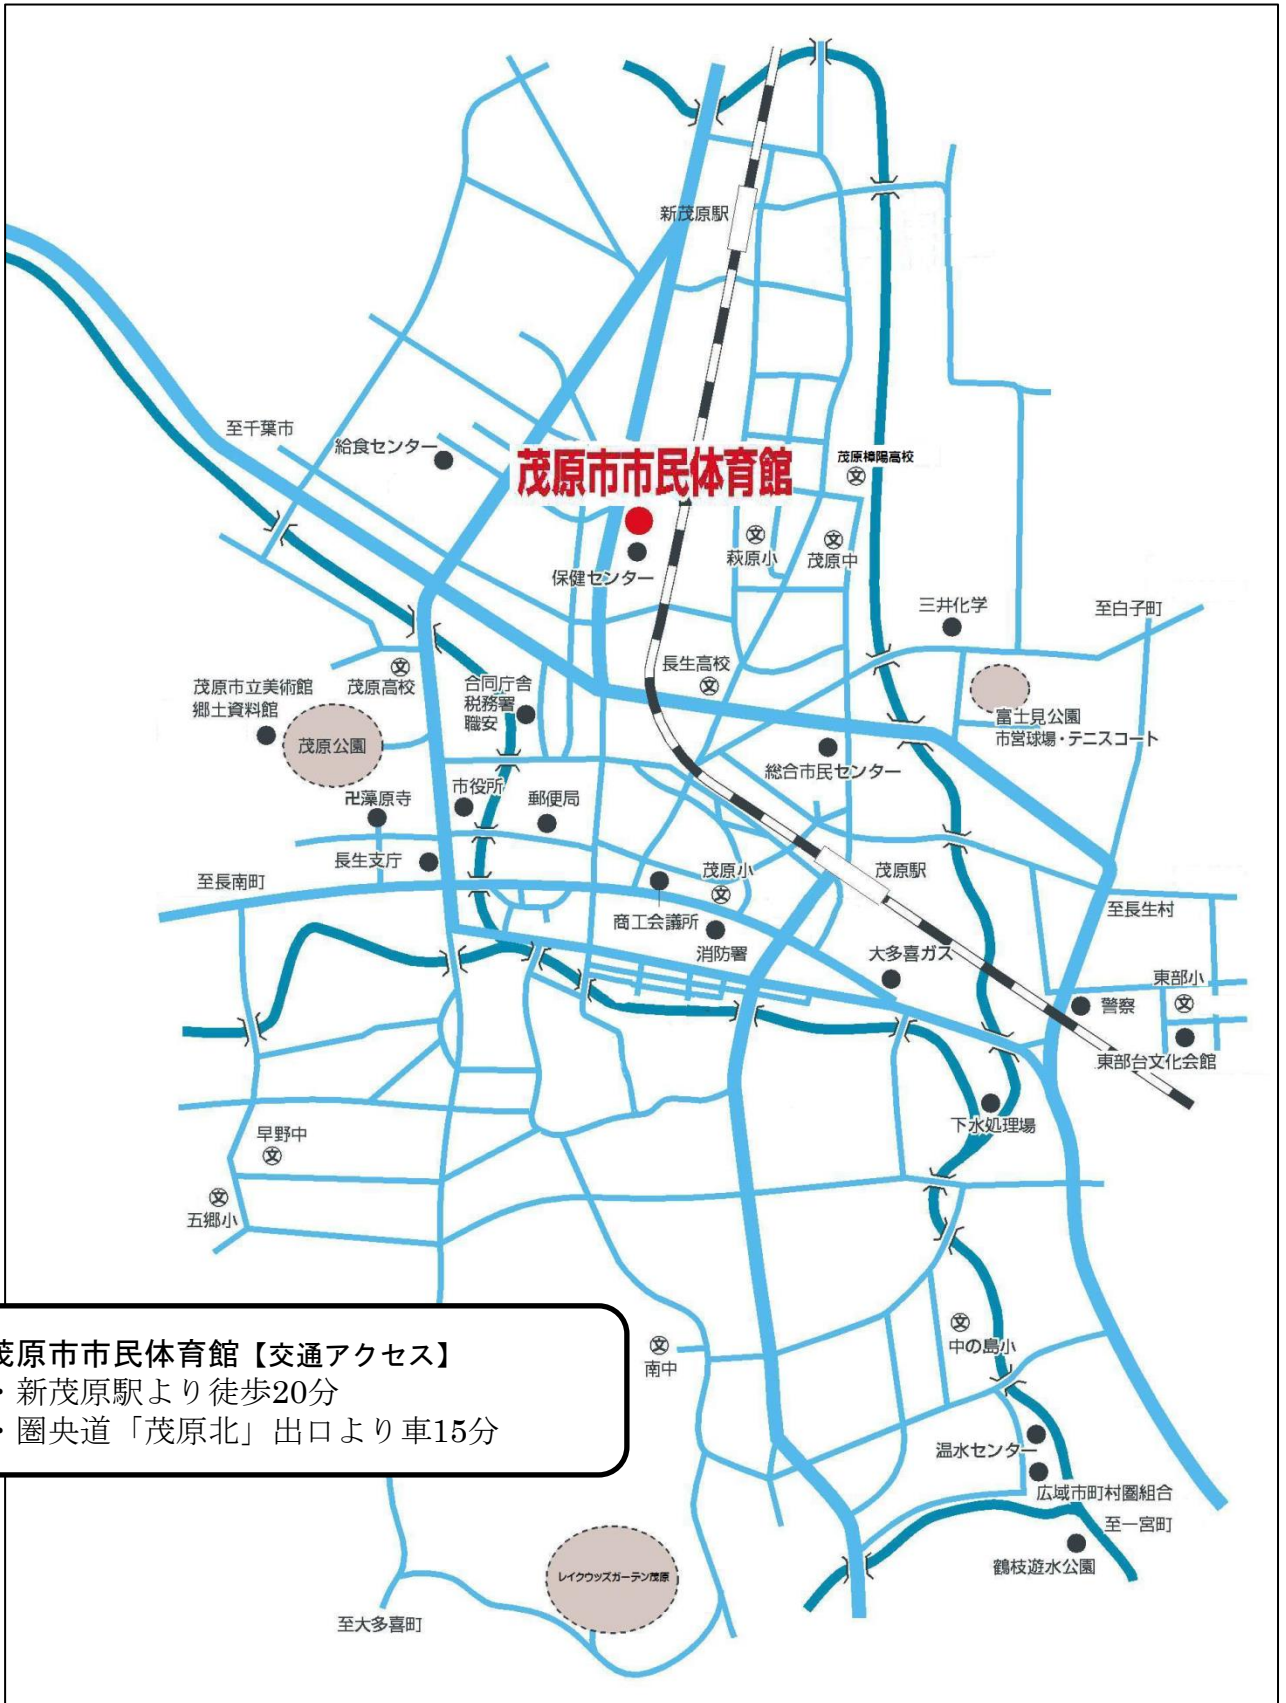 新茂原駅
至千葉市
給食センター
茂原市市民体育館
茂原樟陽高校
文
文
文
萩原小
茂原中
保健センター
三井化学
至白子町
長生高校
文
文
茂原高校
茂原市立美術館
郷土資料館
合同庁舎
税務署
職安
茂原公園
富士見公園
市営球場・テニスコート
総合市民センター
卍藻原寺
市役所
郵便局
長生支庁
茂原小
文
茂原駅
至長南町
商工会議所
至長生村
消防署
大多喜ガス
東部小
文
警察
東部台文化会館
下水処理場
早野中
文
文
五郷小
茂原市市民体育館【交通アクセス】
・新茂原駅より徒歩20分
・圏央道「茂原北」出口より車15分
文
南中
文
中の島小
温水センター
広域市町村圏組合
至一宮町
鶴枝遊水公園
レイクウッズガーデン茂原
至大多喜町